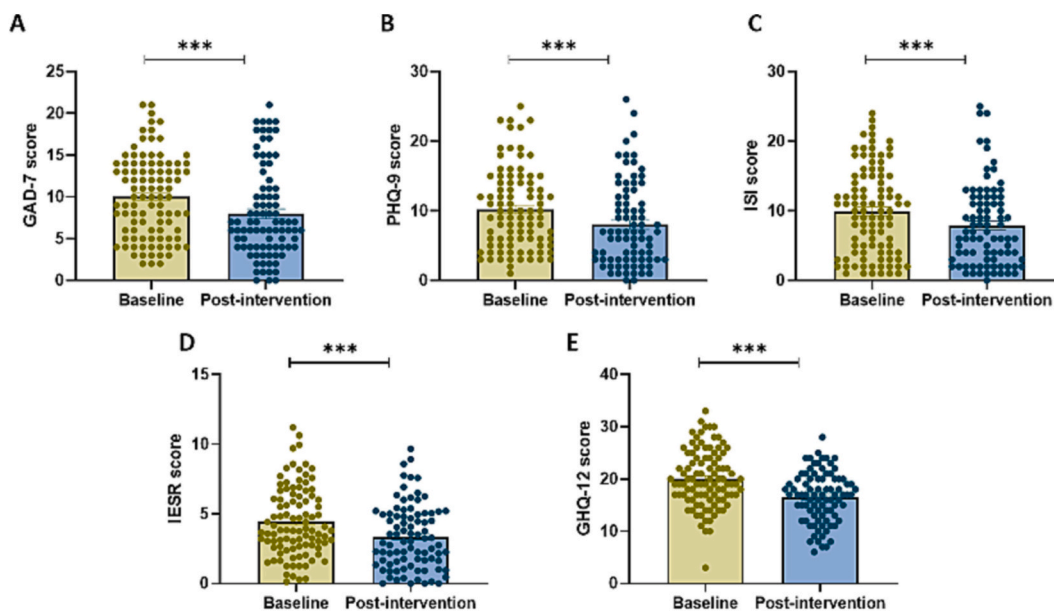 A
***
GAD-7 score
25
20
15
10
5
0
Baseline
Post-intervention
B
***
PHQ-9 score
30
20
10
0
Baseline
Post-intervention
C
***
ISI score
30
20
10
0
Baseline
Post-intervention
D
***
IESR score
15
10
5
0
Baseline
Post-intervention
E
***
GHQ-12 score
40
30
20
10
0
Baseline
Post-intervention